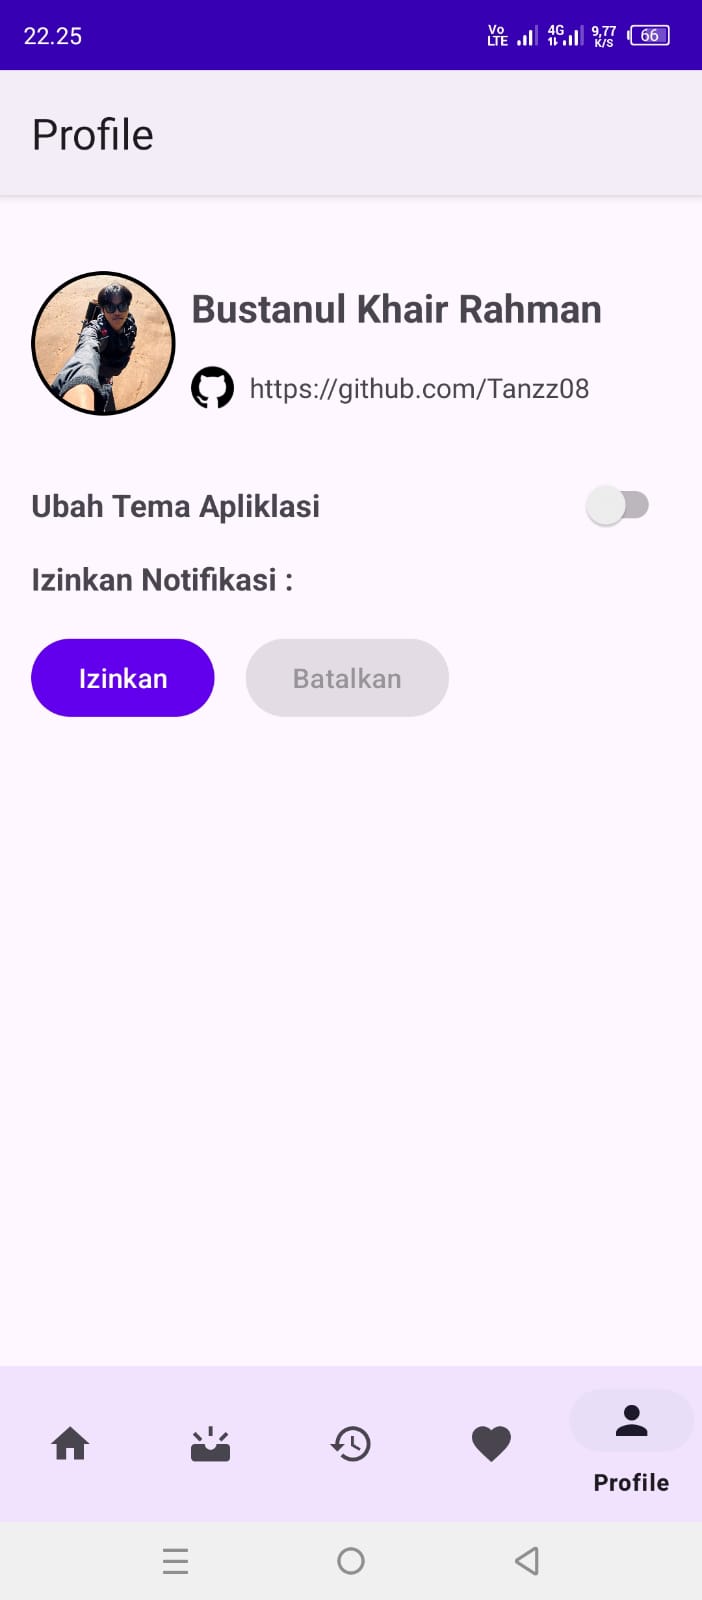 22.25
Vo LTE 4G 9,77 K/S 66
Profile
Bustanul Khair Rahman
https://github.com/Tanzz08
Ubah Tema Apliklasi
Izinkan Notifikasi :
Izinkan Batalkan
Profile